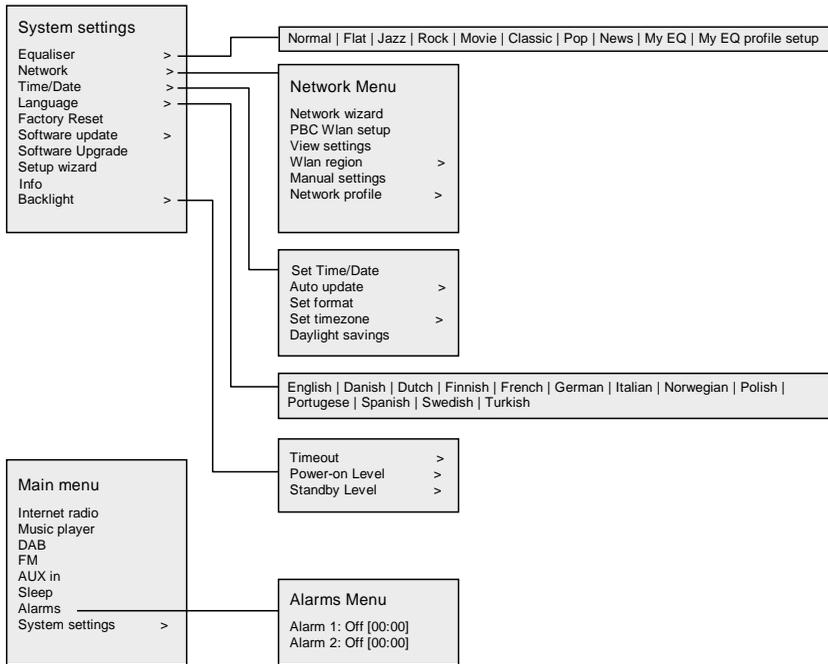 System settings
Equaliser >
Network >
Time/Date >
Language >
Factory Reset
Software update >
Software Upgrade
Setup wizard
Info
Backlight >
Normal | Flat | Jazz | Rock | Movie | Classic | Pop | News | My EQ | My EQ profile setup
Network Menu
Network wizard
PBC Wlan setup
View settings
Wlan region >
Manual settings
Network profile >
Set Time/Date
Auto update >
Set format
Set timezone >
Daylight savings
English | Danish | Dutch | Finnish | French | German | Italian | Norwegian | Polish |
Portugese | Spanish | Swedish | Turkish
Timeout >
Power-on Level >
Standby Level >
Main menu
Internet radio
Music player
DAB
FM
AUX in
Sleep
Alarms
System settings >
Alarms Menu
Alarm 1: Off [00:00]
Alarm 2: Off [00:00]